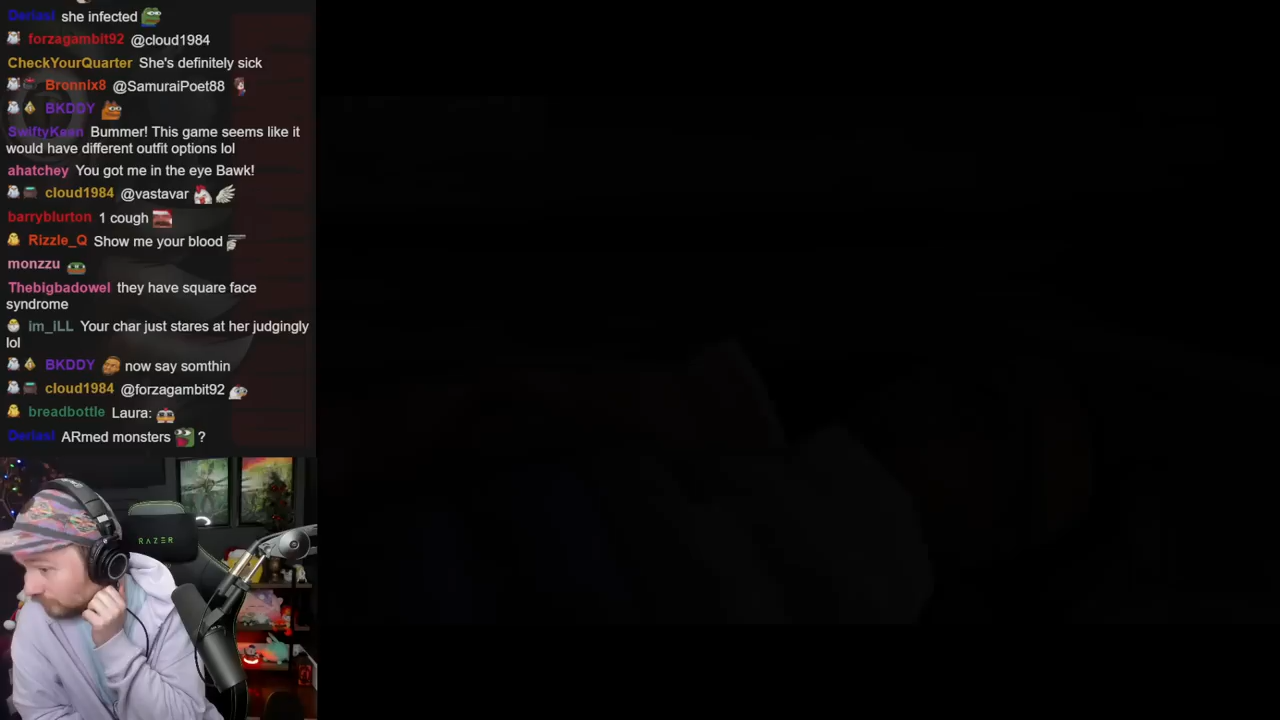 Deriasi she infected
forzagambit92 @cloud1984
CheckYourQuarter She's definitely sick
Bronnix8 @SamuraiPoet88
BKDDY
SwiftyKeen Bummer! This game seems like it
would have different outfit options lol
ahatchey You got me in the eye Bawk!
cloud1984 @vastavar
barryblurton 1 cough
Rizzle_Q Show me your blood
monzzu
Thebigbadowel they have square face
syndrome
im_iLL Your char just stares at her judgingly
lol
BKDDY now say somthin
cloud1984 @forzagambit92
breadbottle Laura:
Deriasi ARmed monsters ?
RAZER